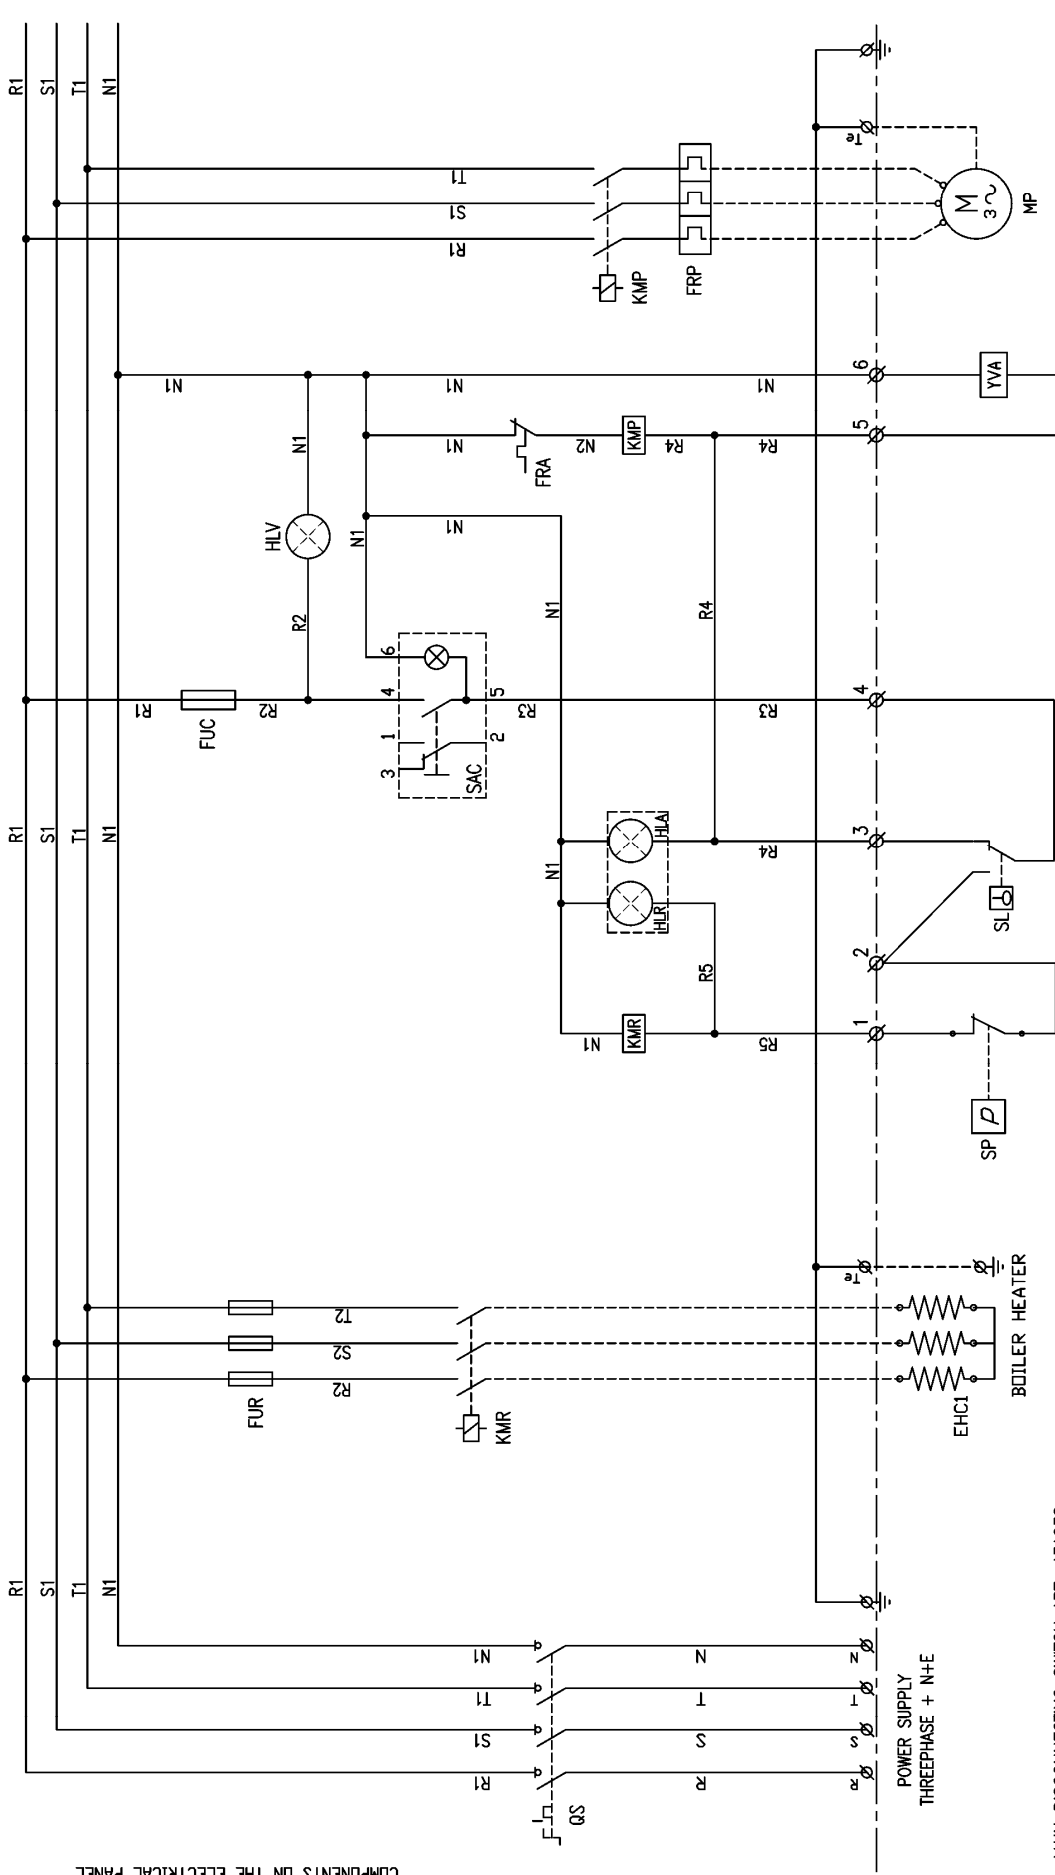 R1
S1
T1
N1
Te
T1
S1
R1
KMP
FRP
M
3~
MP
N1
N1
N1
6
YVA
N1
FRA
N2
KMP
R4
R4
5
N1
HLV
R2
N1
N1
N1
R4
R1
FUC
R2
6
4
1
3
5
2
SAC
R3
R3
4
R1
S1
T1
N1
N1
HLA
HLR
R4
3
SL
2
R5
N1
KMR
R5
1
SP
P
Te
T2
S2
R2
FUR
KMR
EHC1
BOILER HEATER
R1
S1
T1
N1
N1
T1
S1
R1
QS
N
T
S
R
N
T
S
R
POWER SUPPLY
THREEPHASE + N+E
COMPONENTS ON THE ELECTRICAL PANEL